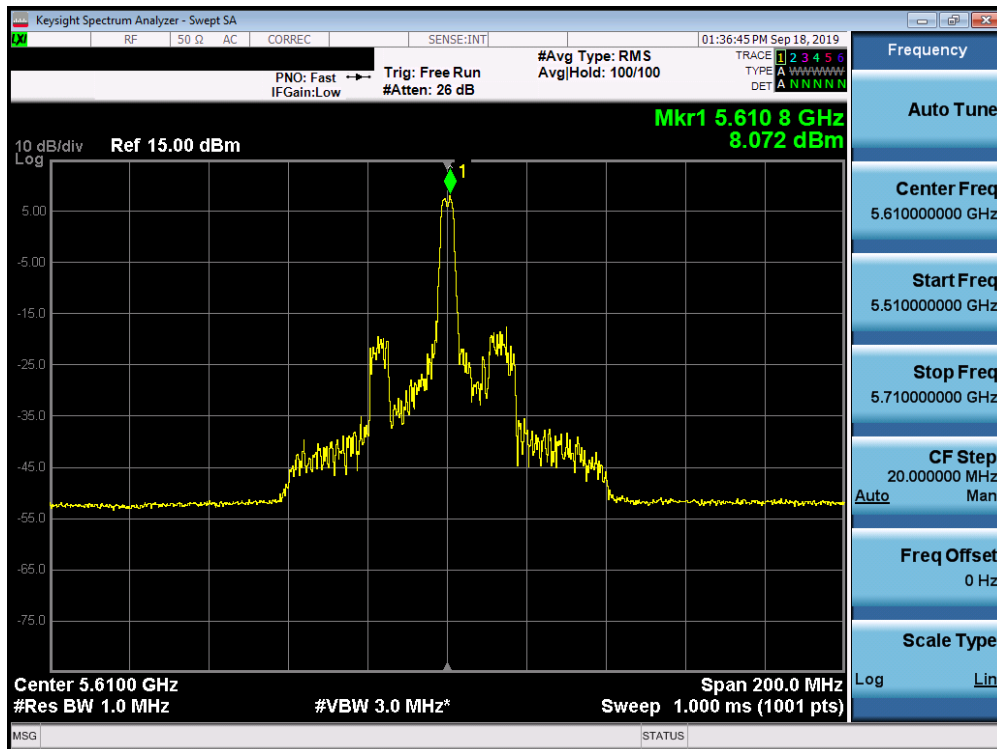 Keysight Spectrum Analyzer - Swept SA
LXI RF 50 Ω AC CORREC SENSE:INT 01:36:45 PM Sep 18, 2019
PNO: Fast
IFGain:Low
Trig: Free Run
#Atten: 26 dB
#Avg Type: RMS
Avg|Hold: 100/100
TRACE 1 2 3 4 5 6
TYPE A WWWWW
DET A N N N N N
Mkr1 5.610 8 GHz
8.072 dBm
10 dB/div Ref 15.00 dBm
Log
1
5.00
-5.00
-15.0
-25.0
-35.0
-45.0
-55.0
-65.0
-75.0
Center 5.6100 GHz Span 200.0 MHz
#Res BW 1.0 MHz #VBW 3.0 MHz* Sweep 1.000 ms (1001 pts)
MSG STATUS
Frequency
Auto Tune
Center Freq
5.610000000 GHz
Start Freq
5.510000000 GHz
Stop Freq
5.710000000 GHz
CF Step
20.000000 MHz
Auto Man
Freq Offset
0 Hz
Scale Type
Log Lin